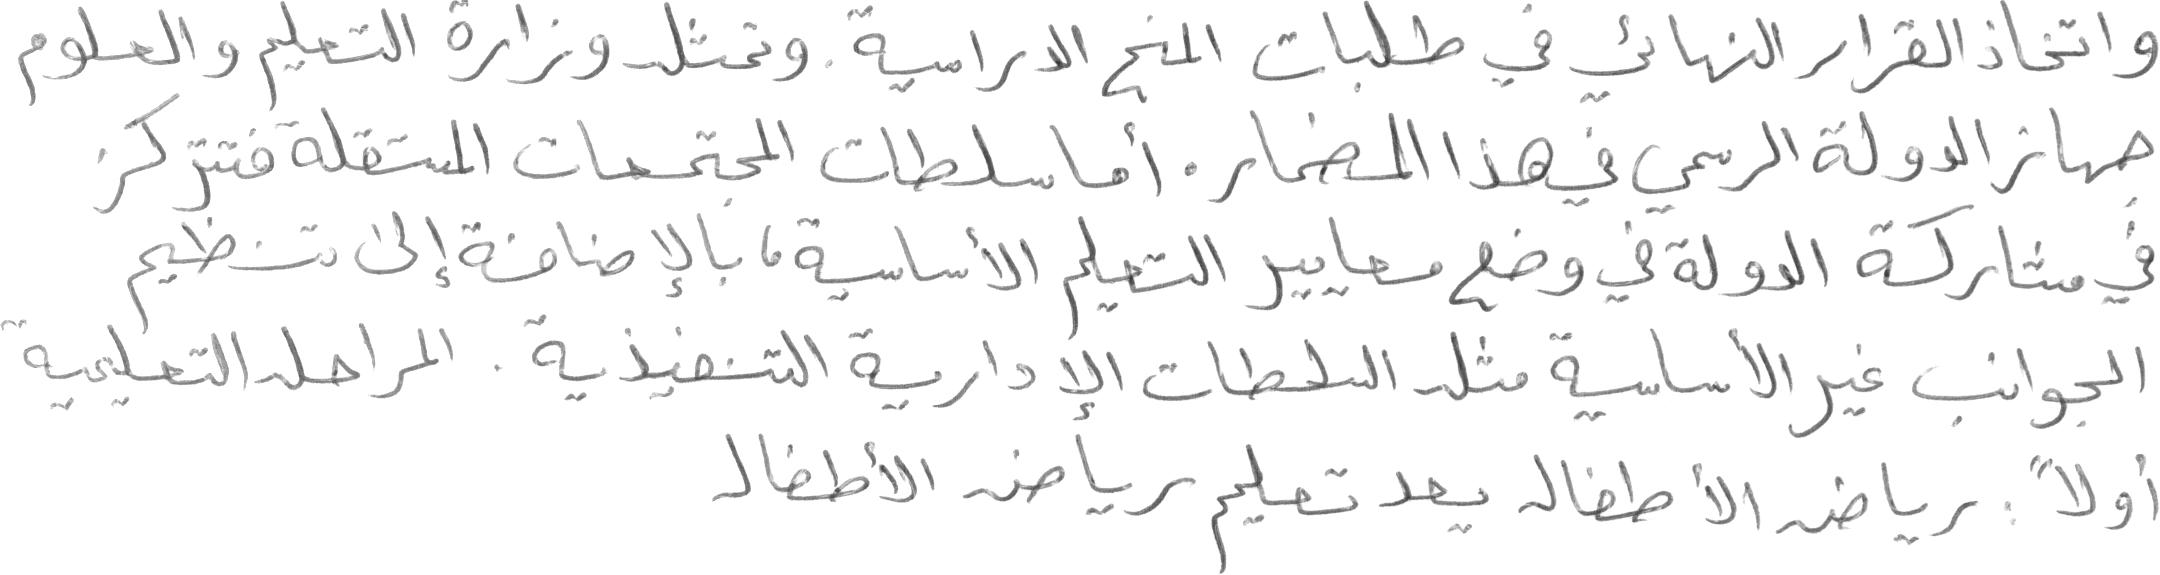 واتخاذ القرار النهائي في طلبات المنح الدراسية. وتمثل وزارة التعليم والعلوم
جهاز الدولة الرسمي في هذا المضمار. أما سلطات المجتمعات المستقلة فتتركز
في مشاركة الدولة في وضع معايير التعليم الأساسية، بالإضافة إلى تنظيم
الجوانب غير الأساسية مثل السلطات الإدارية التنفيذية. المراحل التعليمية
أولاً: رياض الأطفال يعد تعليم رياض الأطفال